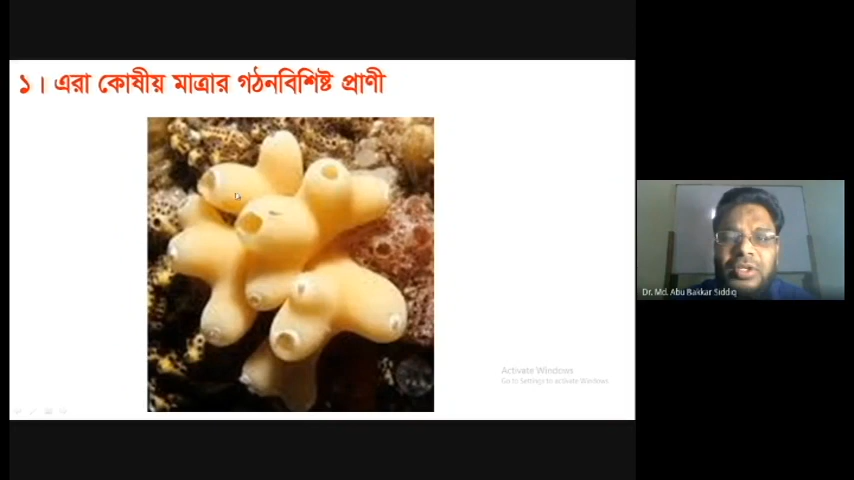 ১। এরা কোষীয় মাত্রার গঠনবিশিষ্ট প্রাণী
Dr. Md. Abu Bakkar Siddiq
Activate Windows
Go to Settings to activate Windows.